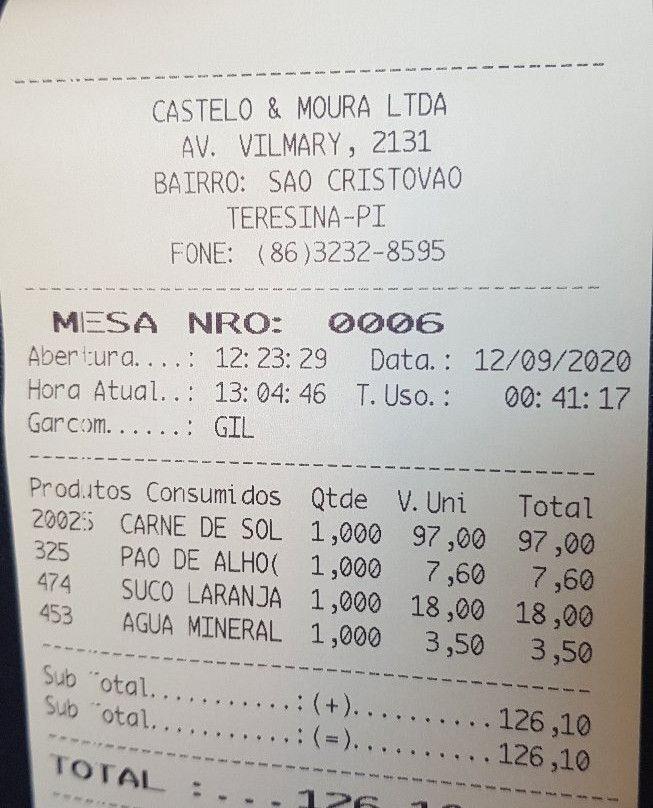 CASTELO & MOURA LTDA
AV. VILMARY, 2131
BAIRRO: SAO CRISTOVAO
TERESINA-PI
FONE: (86)3232-8595
MESA NRO: 0006
Abertura....: 12:23:29 Data.: 12/09/2020
Hora Atual..: 13:04:46 T.Uso.: 00:41:17
Garcom......: GIL
Produtos Consumidos Qtde V.Uni Total
20025 CARNE DE SOL 1,000 97,00 97,00
325 PAO DE ALHO( 1,000 7,60 7,60
474 SUCO LARANJA 1,000 18,00 18,00
453 AGUA MINERAL 1,000 3,50 3,50
Sub Total...........:(+)..........126,10
Sub Total...........:(=)..........126,10
TOTAL :...126,10